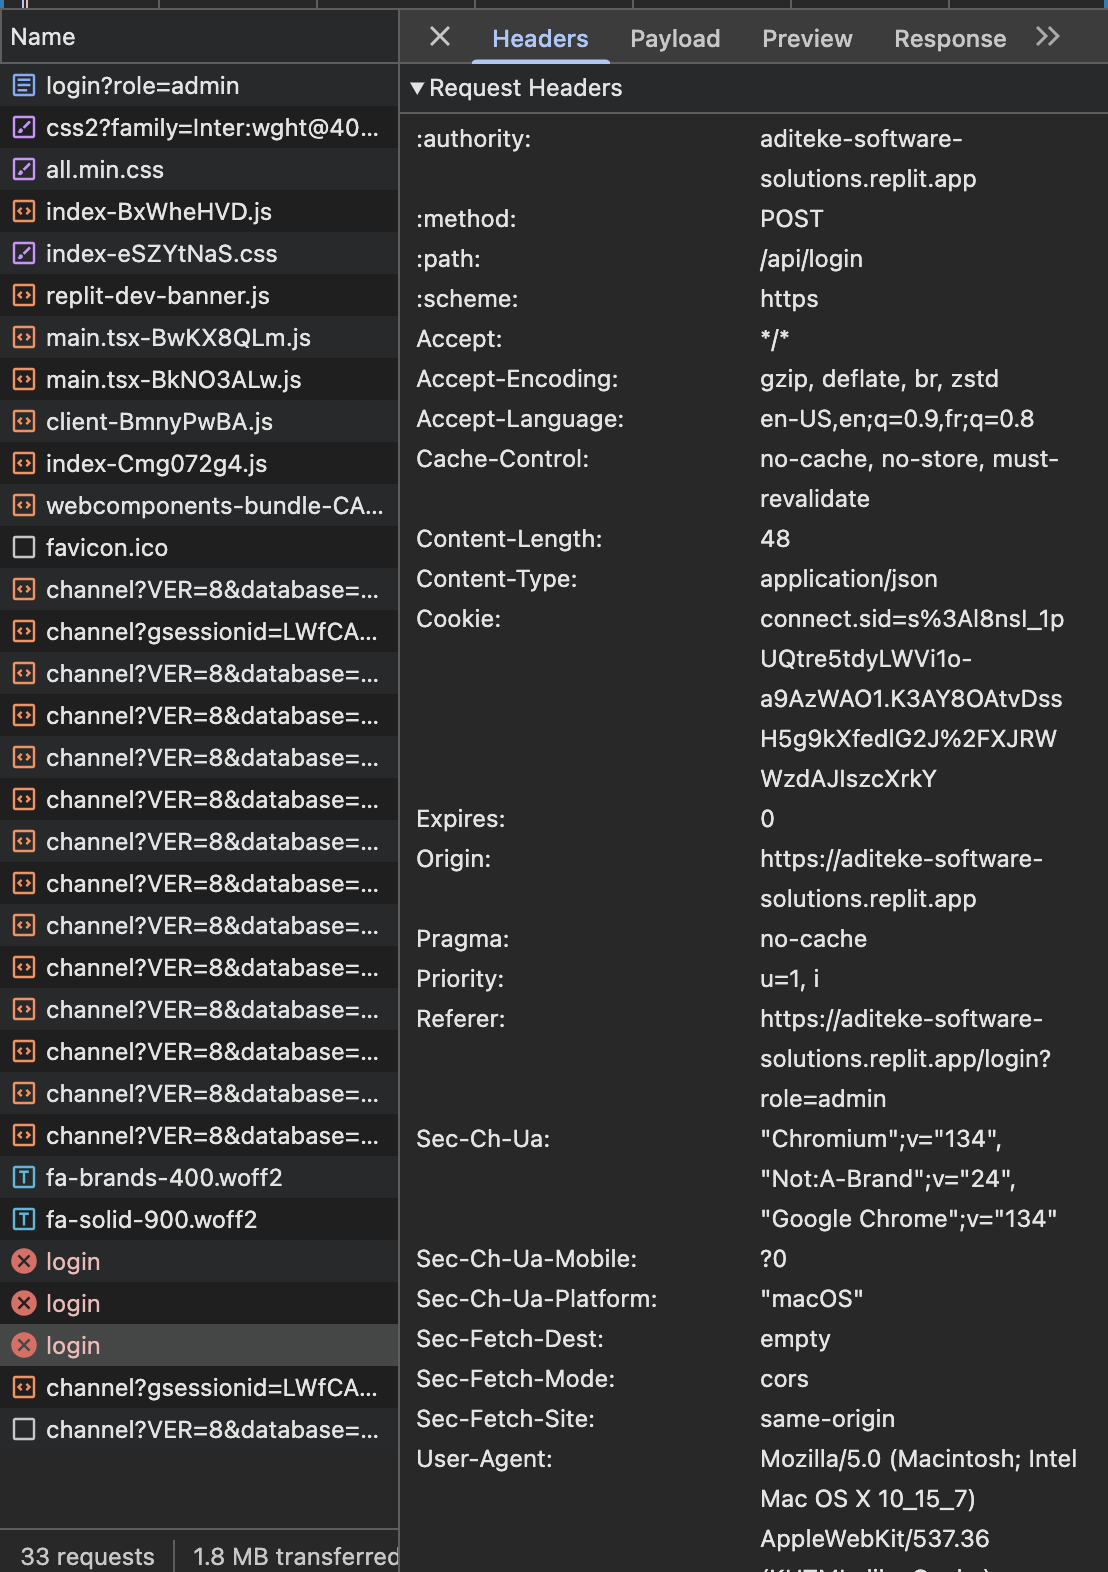 Name
login?role=admin
css2?family=Inter:wght@40...
all.min.css
index-BxWheHVD.js
index-eSZYtNaS.css
replit-dev-banner.js
main.tsx-BwKX8QLm.js
main.tsx-BkNO3ALw.js
client-BmnyPwBA.js
index-Cmg072g4.js
webcomponents-bundle-CA...
favicon.ico
channel?VER=8&database=...
channel?gsessionid=LWfCA...
channel?VER=8&database=...
channel?VER=8&database=...
channel?VER=8&database=...
channel?VER=8&database=...
channel?VER=8&database=...
channel?VER=8&database=...
channel?VER=8&database=...
channel?VER=8&database=...
channel?VER=8&database=...
channel?VER=8&database=...
channel?VER=8&database=...
channel?VER=8&database=...
fa-brands-400.woff2
fa-solid-900.woff2
login
login
login
channel?gsessionid=LWfCA...
channel?VER=8&database=...
33 requests 1.8 MB transferred
Headers Payload Preview Response
Request Headers
:authority: aditeke-software-
solutions.replit.app
:method: POST
:path: /api/login
:scheme: https
Accept: */*
Accept-Encoding: gzip, deflate, br, zstd
Accept-Language: en-US,en;q=0.9,fr;q=0.8
Cache-Control: no-cache, no-store, must-
revalidate
Content-Length: 48
Content-Type: application/json
Cookie: connect.sid=s%3Al8nsI_1p
UQtre5tdyLWVi1o-
a9AzWAO1.K3AY8OAtvDss
H5g9kXfedIG2J%2FXJRW
WzdAJIszcXrkY
Expires: 0
Origin: https://aditeke-software-
solutions.replit.app
Pragma: no-cache
Priority: u=1, i
Referer: https://aditeke-software-
solutions.replit.app/login?
role=admin
Sec-Ch-Ua: "Chromium";v="134",
"Not:A-Brand";v="24",
"Google Chrome";v="134"
Sec-Ch-Ua-Mobile: ?0
Sec-Ch-Ua-Platform: "macOS"
Sec-Fetch-Dest: empty
Sec-Fetch-Mode: cors
Sec-Fetch-Site: same-origin
User-Agent: Mozilla/5.0 (Macintosh; Intel
Mac OS X 10_15_7)
AppleWebKit/537.36